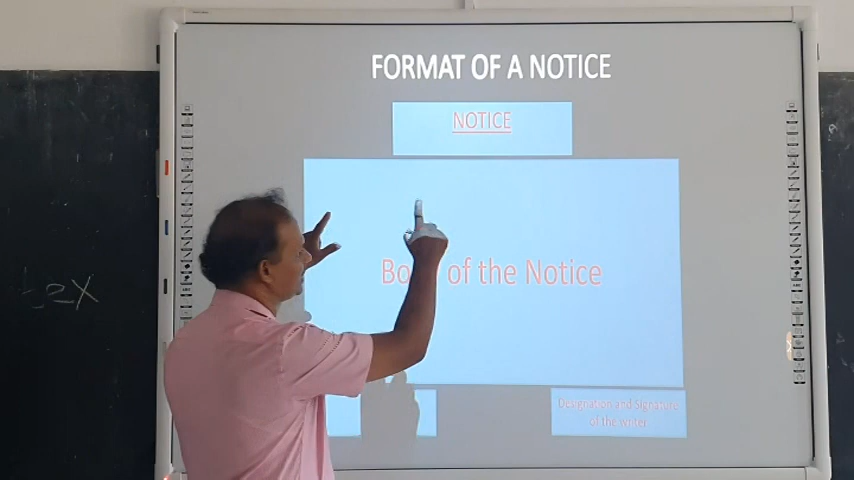 FORMAT OF A NOTICE
NOTICE
of the Notice
Designation and Signature
of the writer